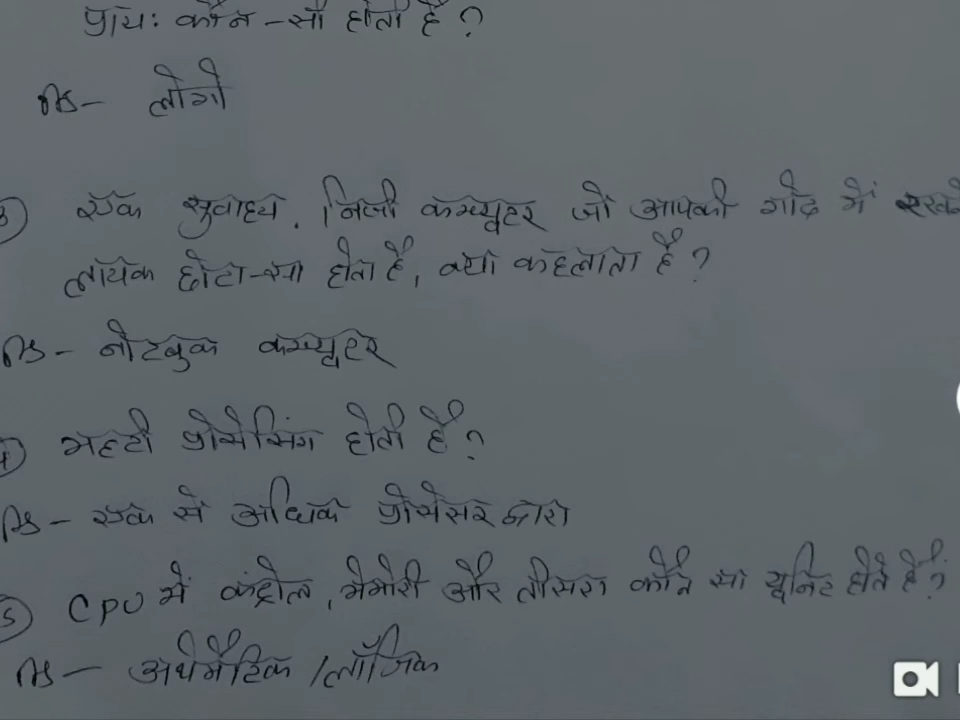 प्रायः कौन-सी होती है ?
Ans- लोगो
3) एक सुवाह्य, निजी कम्प्यूटर जो आपकी गोद में रखने
लायक छोटा-सा होता है, क्या कहलाता है ?
Ans- नोटबुक कम्प्यूटर
4) मल्टी प्रोसेसिंग होती है ?
Ans- एक से अधिक प्रोसेसर द्वारा
5) CPU में कंट्रोल, मेमोरी और तीसरा कौन सा यूनिट होते है ?
Ans- अर्थमैटिक / लॉजिक